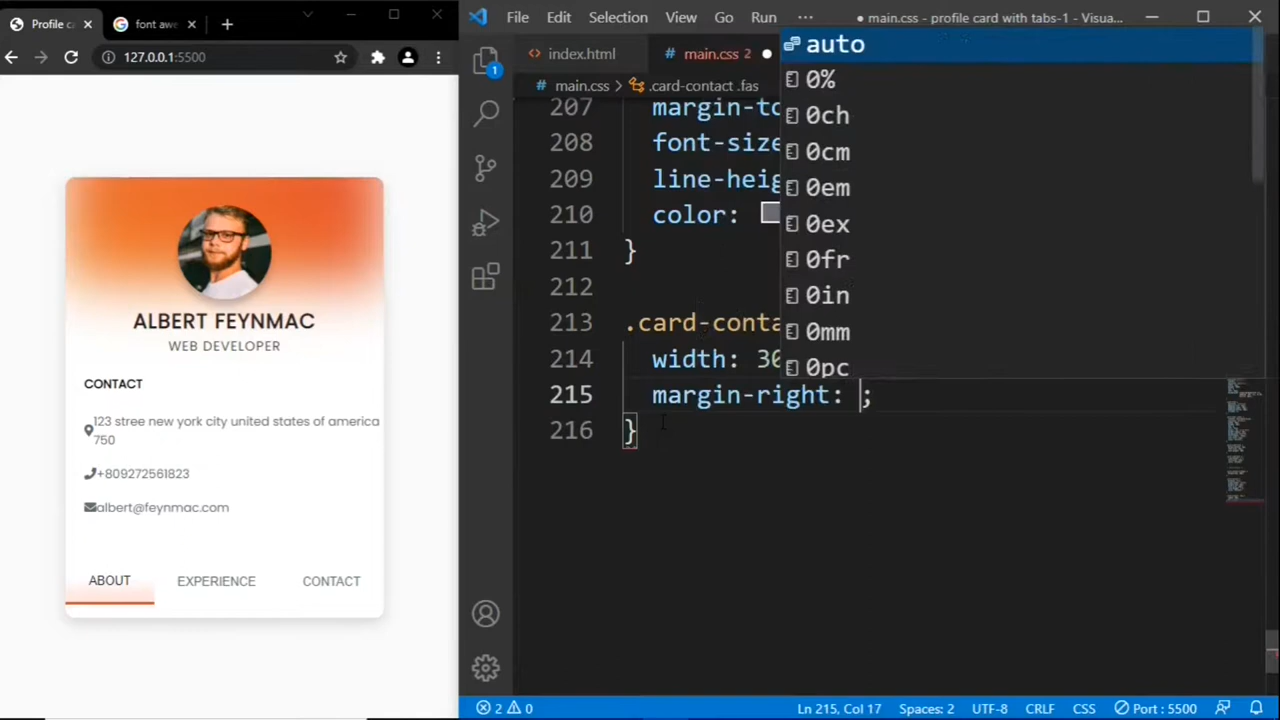 Profile c
font awe
File Edit Selection View Go Run ···
● main.css - profile card with tabs-1 - Visua...
127.0.0.1:5500
1
index.html
# main.css 2 ●
# main.css > .card-contact .fas
ALBERT FEYNMAC
WEB DEVELOPER
CONTACT
123 stree new york city united states of america
750
+809272561823
albert@feynmac.com
ABOUT EXPERIENCE CONTACT
207 margin-to
208 font-size
209 line-heig
210 color:
211 }
212
213 .card-conta
214 width: 30
215 margin-right: ;
216 }
auto
0%
0ch
0cm
0em
0ex
0fr
0in
0mm
0pc
2 0
Ln 215, Col 17 Spaces: 2 UTF-8 CRLF CSS Port : 5500